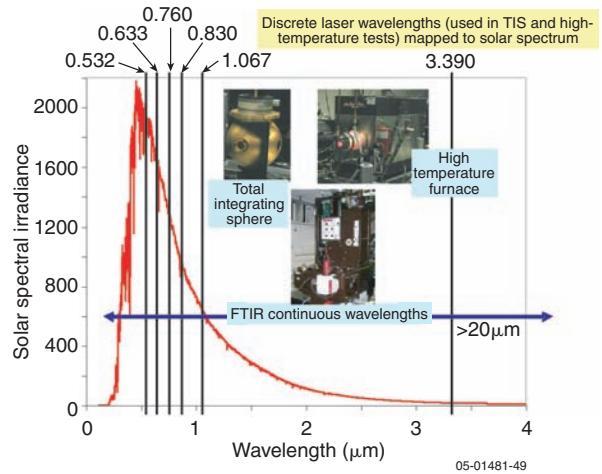 0.760
0.633
0.830
0.532
1.067
Discrete laser wavelengths (used in TIS and high-
temperature tests) mapped to solar spectrum
3.390
Solar spectral irradiance
2000
1600
1200
800
400
0
Total
integrating
sphere
High
temperature
furnace
FTIR continuous wavelengths
>20μm
0
1
2
3
4
Wavelength (μm)
05-01481-49